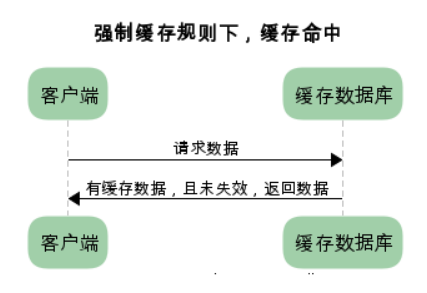 强制缓存规则下，缓存命中
客户端
缓存数据库
请求数据
有缓存数据，且未失效，返回数据
客户端
缓存数据库